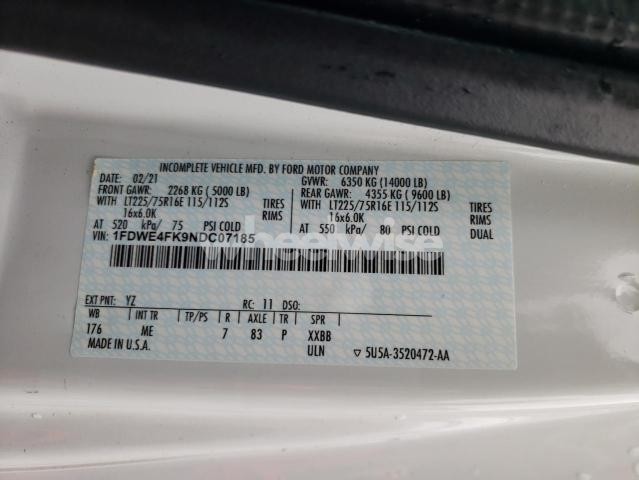 INCOMPLETE VEHICLE MFD. BY FORD MOTOR COMPANY
DATE: 02/21 GVWR: 6350 KG (14000 LB)
FRONT GAWR: 2268 KG (5000 LB) REAR GAWR: 4355 KG (9600 LB)
WITH LT225/75R16E 115/112S TIRES WITH LT225/75R16E 115/112S TIRES
16x6.0K RIMS 16x6.0K RIMS
AT 520 kPa/ 75 PSI COLD AT 550 kPa/ 80 PSI COLD DUAL
VIN: 1FDWE4FK9NDC07185
wheelwise
EXT PNT: YZ RC: 11 DSO:
WB INT TR TP/PS R AXLE TR SPR
176 ME 7 83 P XXBB
ULN ▽ 5U5A-3520472-AA